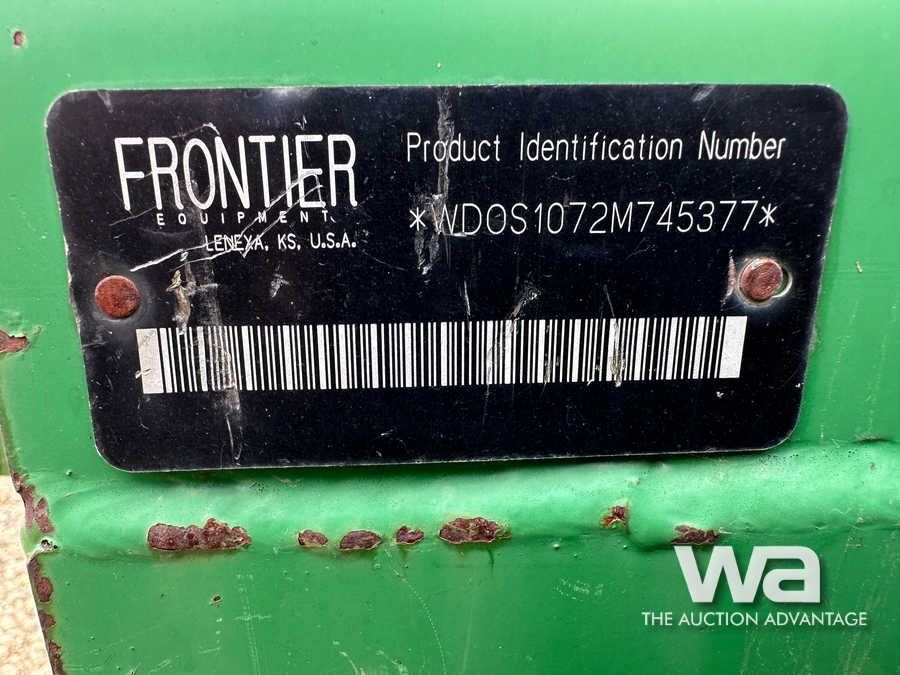 FRONTIER
EQUIPMENT
LENEXA, KS, U.S.A.
Product Identification Number
*WDOS1072M745377*
wa
THE AUCTION ADVANTAGE